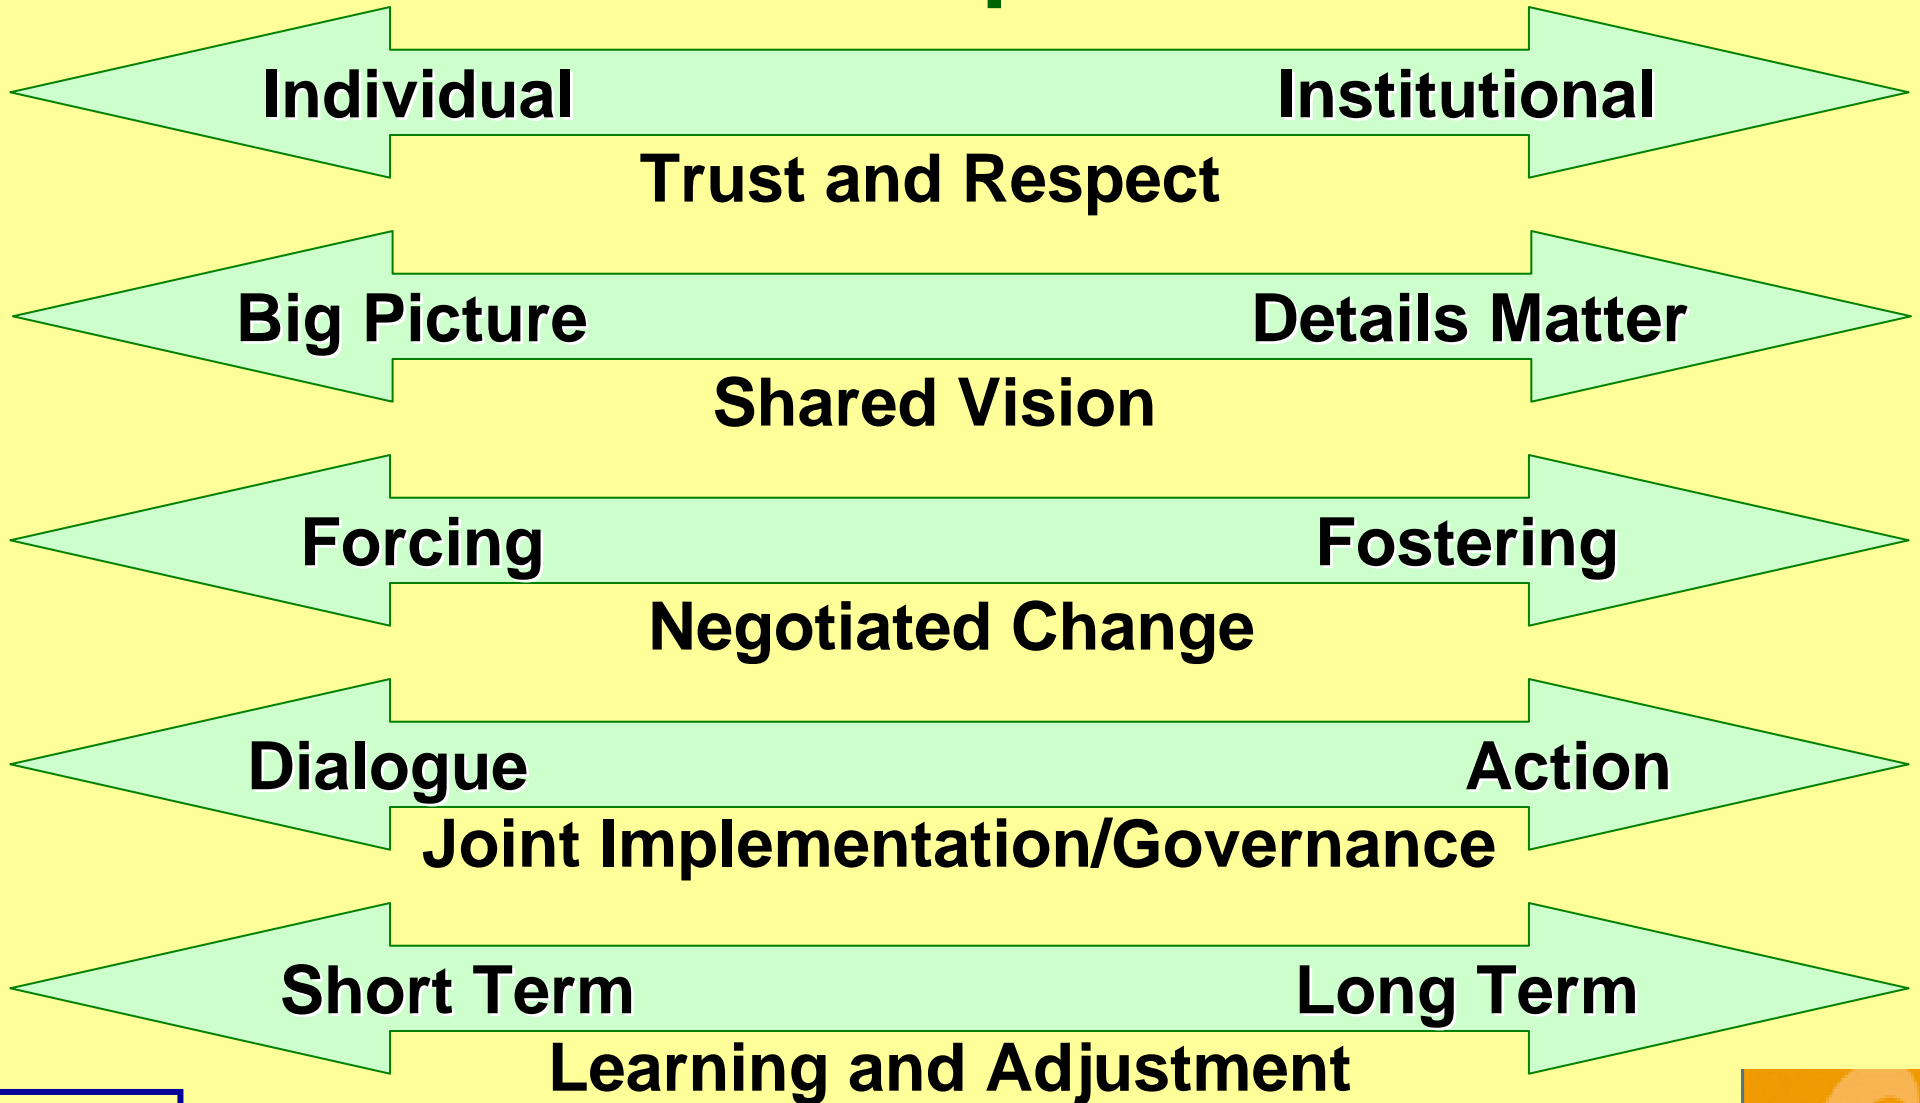 Individual Institutional
Trust and Respect
Big Picture Details Matter
Shared Vision
Forcing Fostering
Negotiated Change
Dialogue Action
Joint Implementation/Governance
Short Term Long Term
Learning and Adjustment